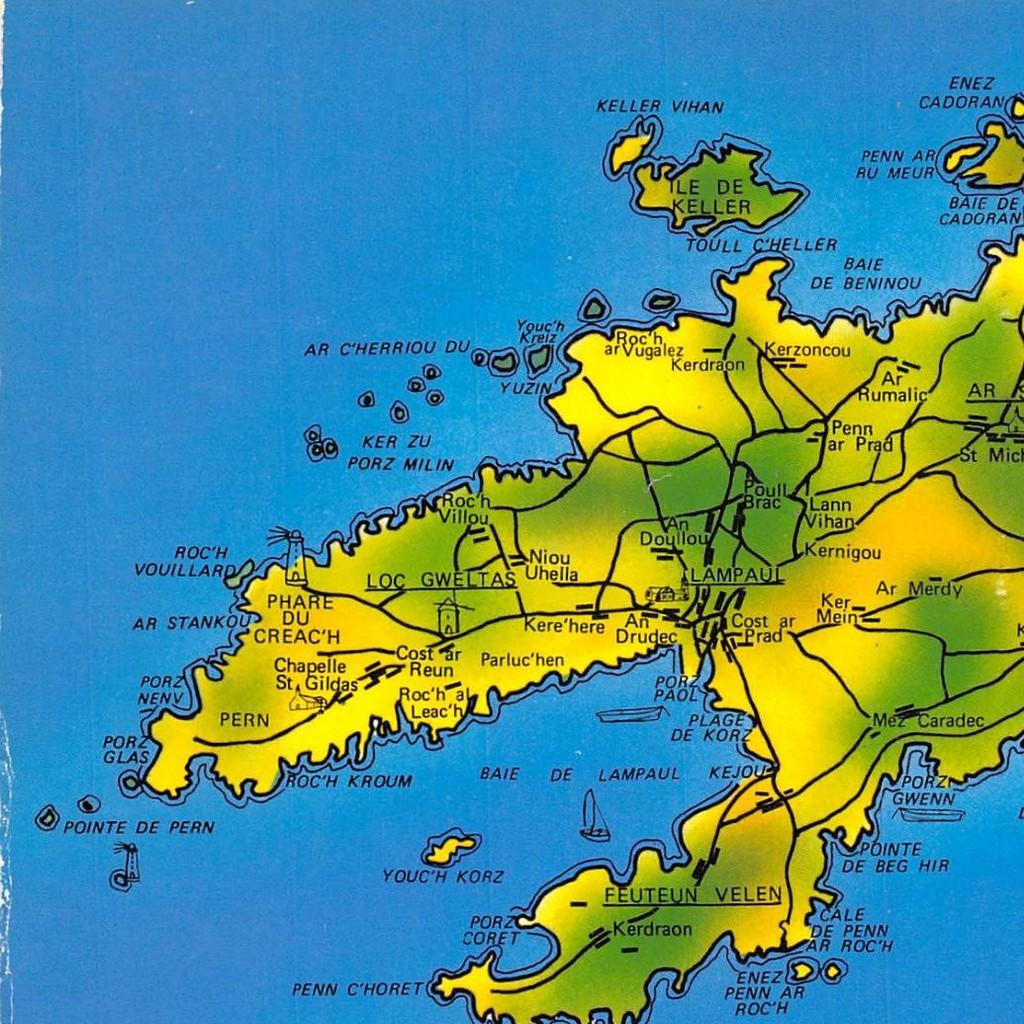 ENEZ
CADORAN
KELLER VIHAN
PENN AR
RU MEUR
ILE DE
KELLER
BAIE DE
CADORAN
TOULL C'HELLER
BAIE
DE BENINOU
Youc'h
Kreiz
AR C'HERRIOU DU
YUZIN
Roc'h
ar Vugalez
Kerdraon
Kerzoncou
Ar
Rumalic
AR S
KER ZU
PORZ MILIN
Penn
ar Prad
St Mich
Roc'h
Villou
Poull
Brac
Lann
Vihan
An
Doullou
Kernigou
ROC'H
VOUILLARD
Niou
Uhella
LOC GWELTAS
LAMPAUL
Ar Merdy
PHARE
DU
CREAC'H
AR STANKOU
Ker
Mein
Kere'here
An
Drudec
Cost ar
Prad
K
Chapelle
St Gildas
Cost ar
Reun
Parluc'hen
PORZ
NENV
Roc'h al
Leac'h
PORZ
PAOL
PERN
PLAGE
DE KORZ
Mez Caradec
PORZ
GLAS
ROC'H KROUM
BAIE DE LAMPAUL
KEJOU
PORZ
GWENN
POINTE DE PERN
YOUC'H KORZ
POINTE
DE BEG HIR
FEUTEUN VELEN
PORZ
CORET
Kerdraon
CALE
DE PENN
AR ROC'H
PENN C'HORET
ENEZ
PENN AR
ROC'H